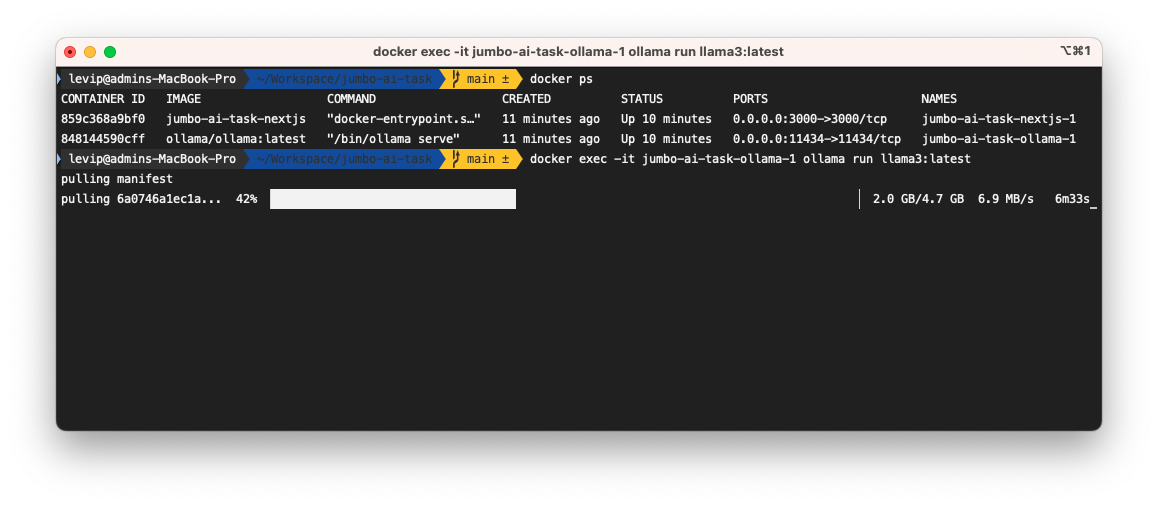 docker exec -it jumbo-ai-task-ollama-1 ollama run llama3:latest ⌥⌘1
levip@admins-MacBook-Pro ~/Workspace/jumbo-ai-task main ± docker ps
CONTAINER ID IMAGE COMMAND CREATED STATUS PORTS NAMES
859c368a9bf0 jumbo-ai-task-nextjs "docker-entrypoint.s…" 11 minutes ago Up 10 minutes 0.0.0.0:3000->3000/tcp jumbo-ai-task-nextjs-1
848144590cff ollama/ollama:latest "/bin/ollama serve" 11 minutes ago Up 10 minutes 0.0.0.0:11434->11434/tcp jumbo-ai-task-ollama-1
levip@admins-MacBook-Pro ~/Workspace/jumbo-ai-task main ± docker exec -it jumbo-ai-task-ollama-1 ollama run llama3:latest
pulling manifest
pulling 6a0746a1ec1a... 42% 2.0 GB/4.7 GB 6.9 MB/s 6m33s